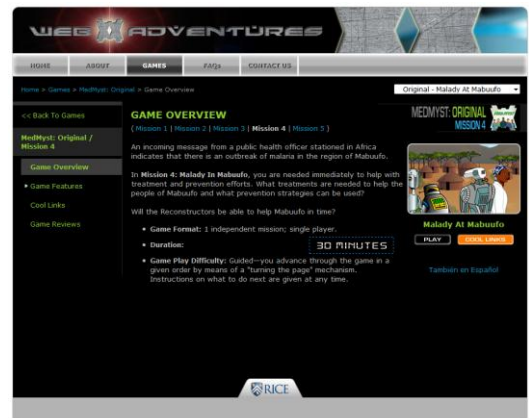 WEB ADVENTURES
HOME ABOUT GAMES FAQs CONTACT US
Home > Games > MedMyst: Original > Game Overview
Original - Malady At Mabuufo
<< Back To Games
MedMyst: Original /
Mission 4
Game Overview
Game Features
Cool Links
Game Reviews
GAME OVERVIEW
( Mission 1 | Mission 2 | Mission 3 | Mission 4 | Mission 5 )
An incoming message from a public health officer stationed in Africa
indicates that there is an outbreak of malaria in the region of Mabuufo.
In Mission 4: Malady In Mabuufo, you are needed immediately to help with
treatment and prevention efforts. What treatments are needed to help the
people of Mabuufo and what prevention strategies can be used?
Will the Reconstructors be able to help Mabuufo in time?
• Game Format: 1 independent mission; single player.
• Duration: 30 MINUTES
• Game Play Difficulty: Guided—you advance through the game in a
given order by means of a "turning the page" mechanism.
Instructions on what to do next are given at any time.
MEDMYST: ORIGINAL
MISSION 4
Malady At Mabuufo
PLAY COOL LINKS
También en Español
RICE